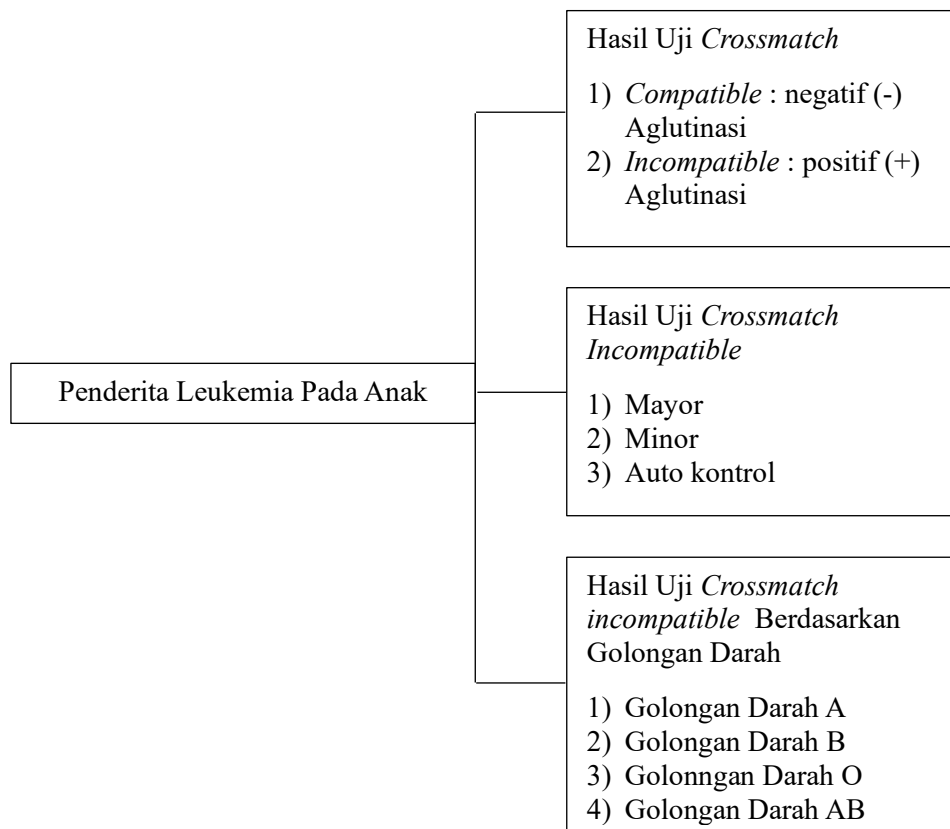 Hasil Uji Crossmatch
1) Compatible : negatif (-)
Aglutinasi
2) Incompatible : positif (+)
Aglutinasi
Hasil Uji Crossmatch
Incompatible
1) Mayor
2) Minor
3) Auto kontrol
Penderita Leukemia Pada Anak
Hasil Uji Crossmatch
incompatible Berdasarkan
Golongan Darah
1) Golongan Darah A
2) Golongan Darah B
3) Golonngan Darah O
4) Golongan Darah AB